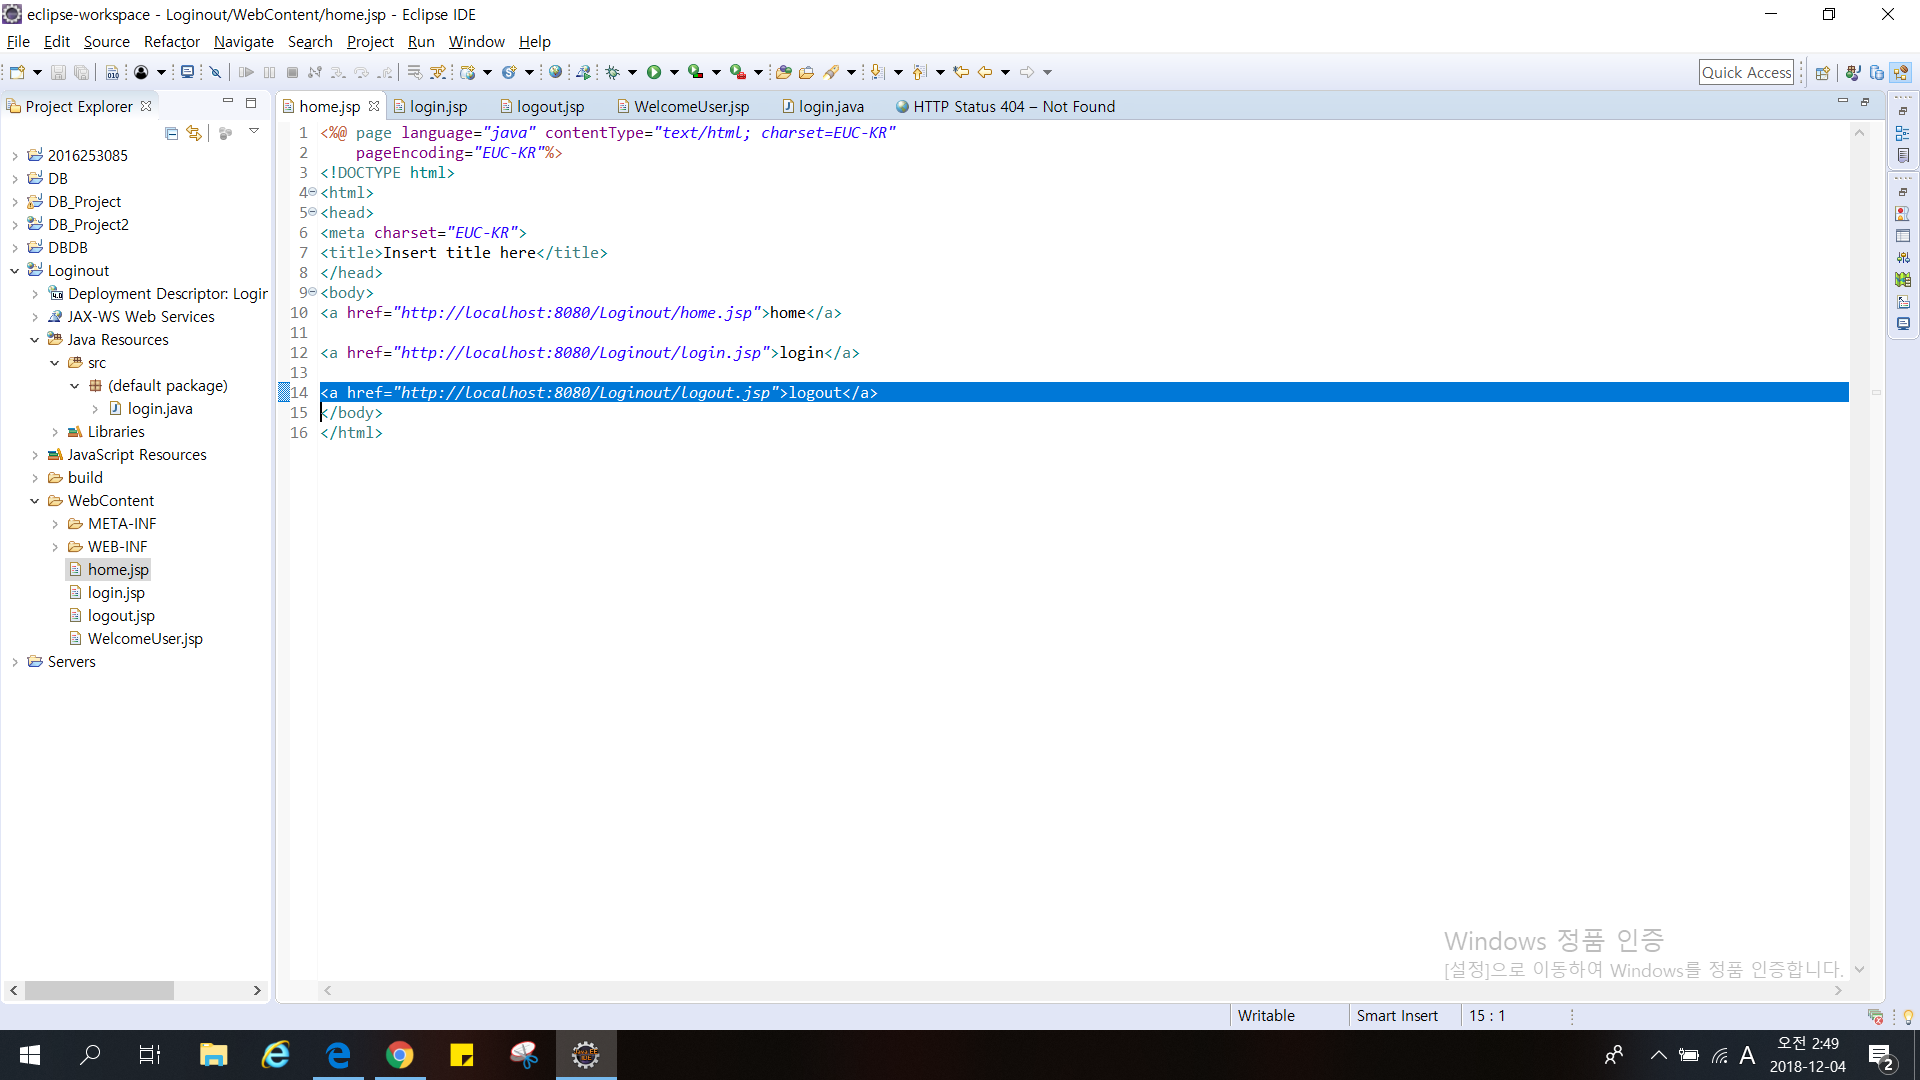 eclipse-workspace - Loginout/WebContent/home.jsp - Eclipse IDE
File Edit Source Refactor Navigate Search Project Run Window Help
Quick Access
Project Explorer
home.jsp login.jsp logout.jsp WelcomeUser.jsp login.java HTTP Status 404 – Not Found
2016253085
DB
DB_Project
DB_Project2
DBDB
Loginout
Deployment Descriptor: Login
JAX-WS Web Services
Java Resources
src
(default package)
login.java
Libraries
JavaScript Resources
build
WebContent
META-INF
WEB-INF
home.jsp
login.jsp
logout.jsp
WelcomeUser.jsp
Servers
1 <%@ page language="java" contentType="text/html; charset=EUC-KR"
2     pageEncoding="EUC-KR"%>
3 <!DOCTYPE html>
4 <html>
5 <head>
6 <meta charset="EUC-KR">
7 <title>Insert title here</title>
8 </head>
9 <body>
10 <a href="http://localhost:8080/Loginout/home.jsp">home</a>
11
12 <a href="http://localhost:8080/Loginout/login.jsp">login</a>
13
14 <a href="http://localhost:8080/Loginout/logout.jsp">logout</a>
15 </body>
16 </html>
Windows 정품 인증
[설정]으로 이동하여 Windows를 정품 인증합니다.
Writable Smart Insert 15 : 1
A
오전 2:49
2018-12-04
2